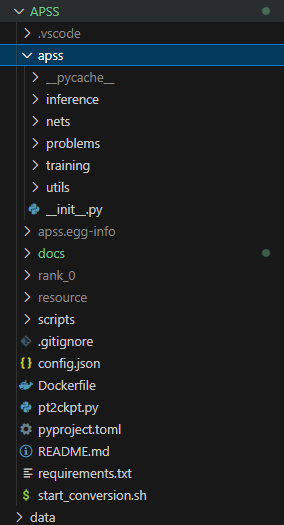 APSS
.vscode
apss
__pycache__
inference
nets
problems
training
utils
__init__.py
apss.egg-info
docs
rank_0
resource
scripts
.gitignore
{} config.json
Dockerfile
pt2ckpt.py
pyproject.toml
README.md
requirements.txt
$ start_conversion.sh
data